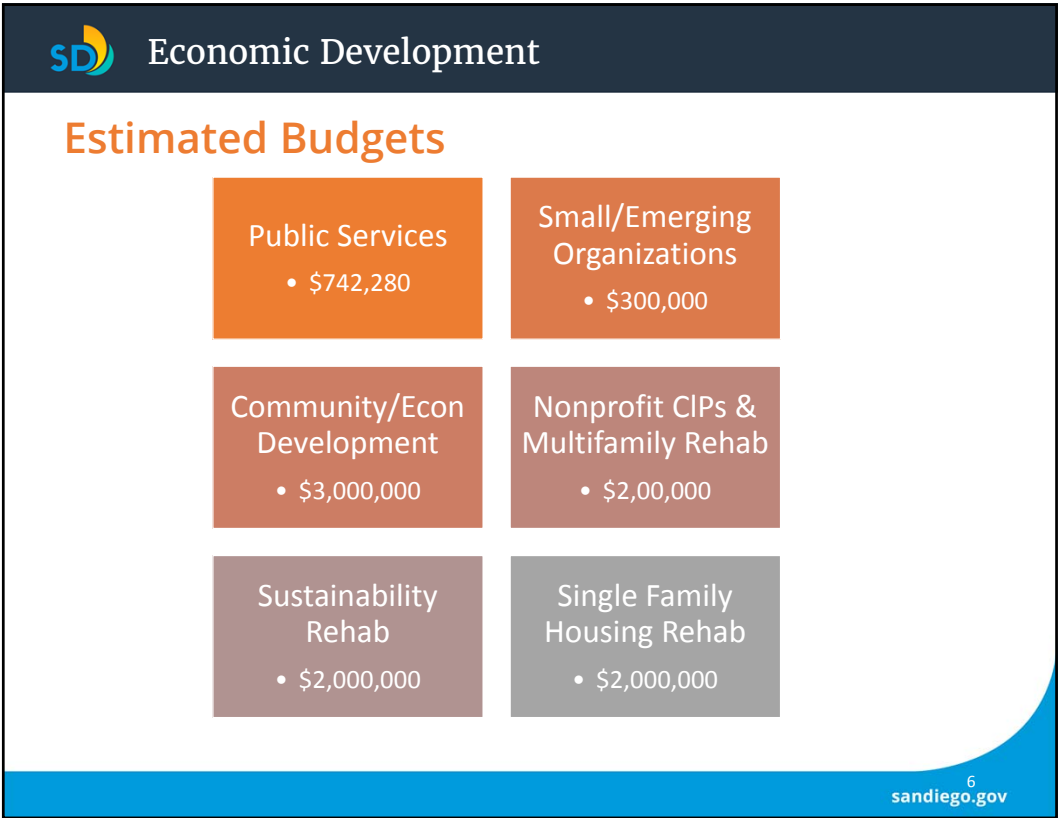 SD
Economic Development
Estimated Budgets
Public Services
• $742,280
Small/Emerging
Organizations
• $300,000
Community/Econ
Development
• $3,000,000
Nonprofit CIPs &
Multifamily Rehab
• $2,00,000
Sustainability
Rehab
• $2,000,000
Single Family
Housing Rehab
• $2,000,000
6
sandiego.gov